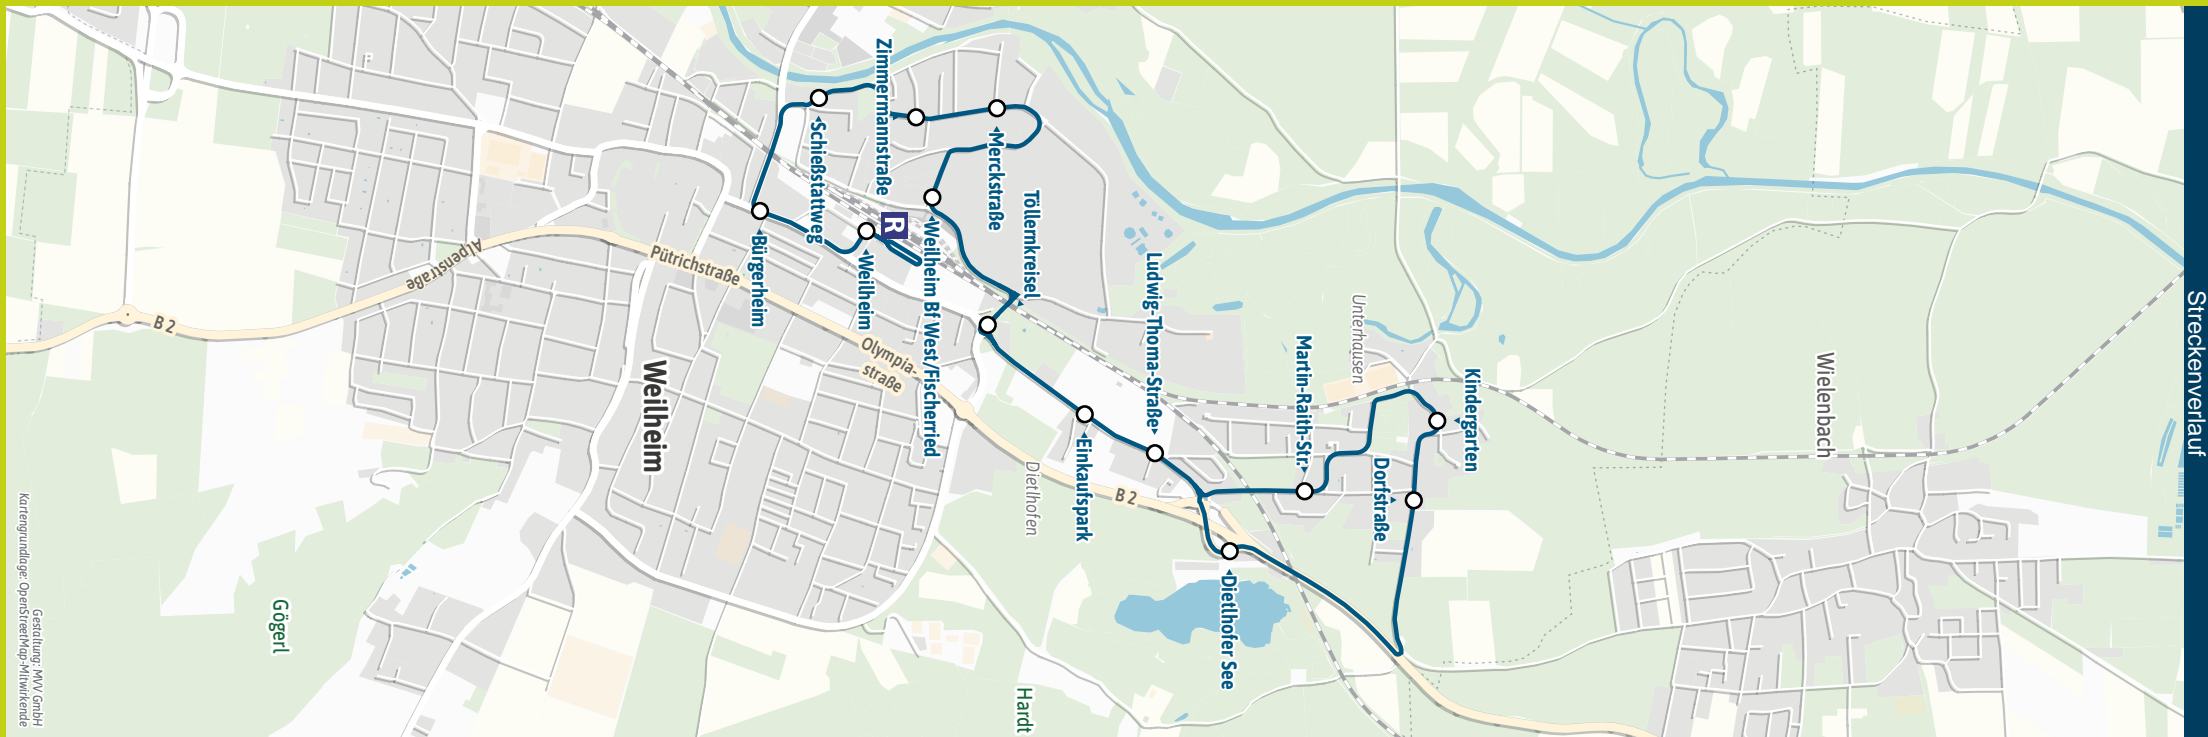 Streckenverlauf
Wielenbach
Kindergarten
Dorfstraße
Unterhausen
Martin-Raith-Str.
Ludwig-Thoma-Straße
Dietlhofer See
Einkaufspark
B 2
Dietlhofen
Töllernkreisel
Hardt
Merckstraße
Weilheim Bf West/Fischerried
Zimmermannstraße
R
Olympia-
straße
Weilheim
Schießstattweg
Bürgerheim
Pütrichstraße
Weilheim
Alpenstraße
Gögerl
B 2
Gestaltung: MVV GmbH
Kartengrundlage: OpenStreetMap-Mitwirkende